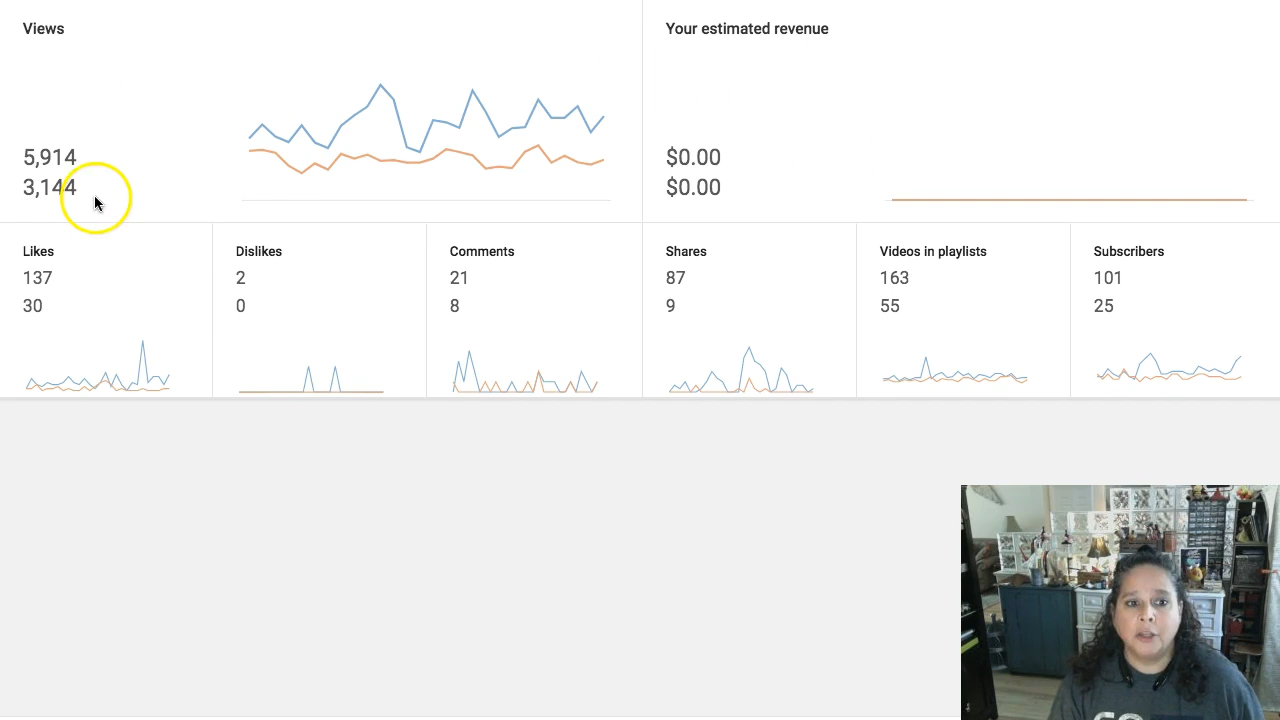 Views
5,914
3,144
Your estimated revenue
$0.00
$0.00
Likes
137
30
Dislikes
2
0
Comments
21
8
Shares
87
9
Videos in playlists
163
55
Subscribers
101
25